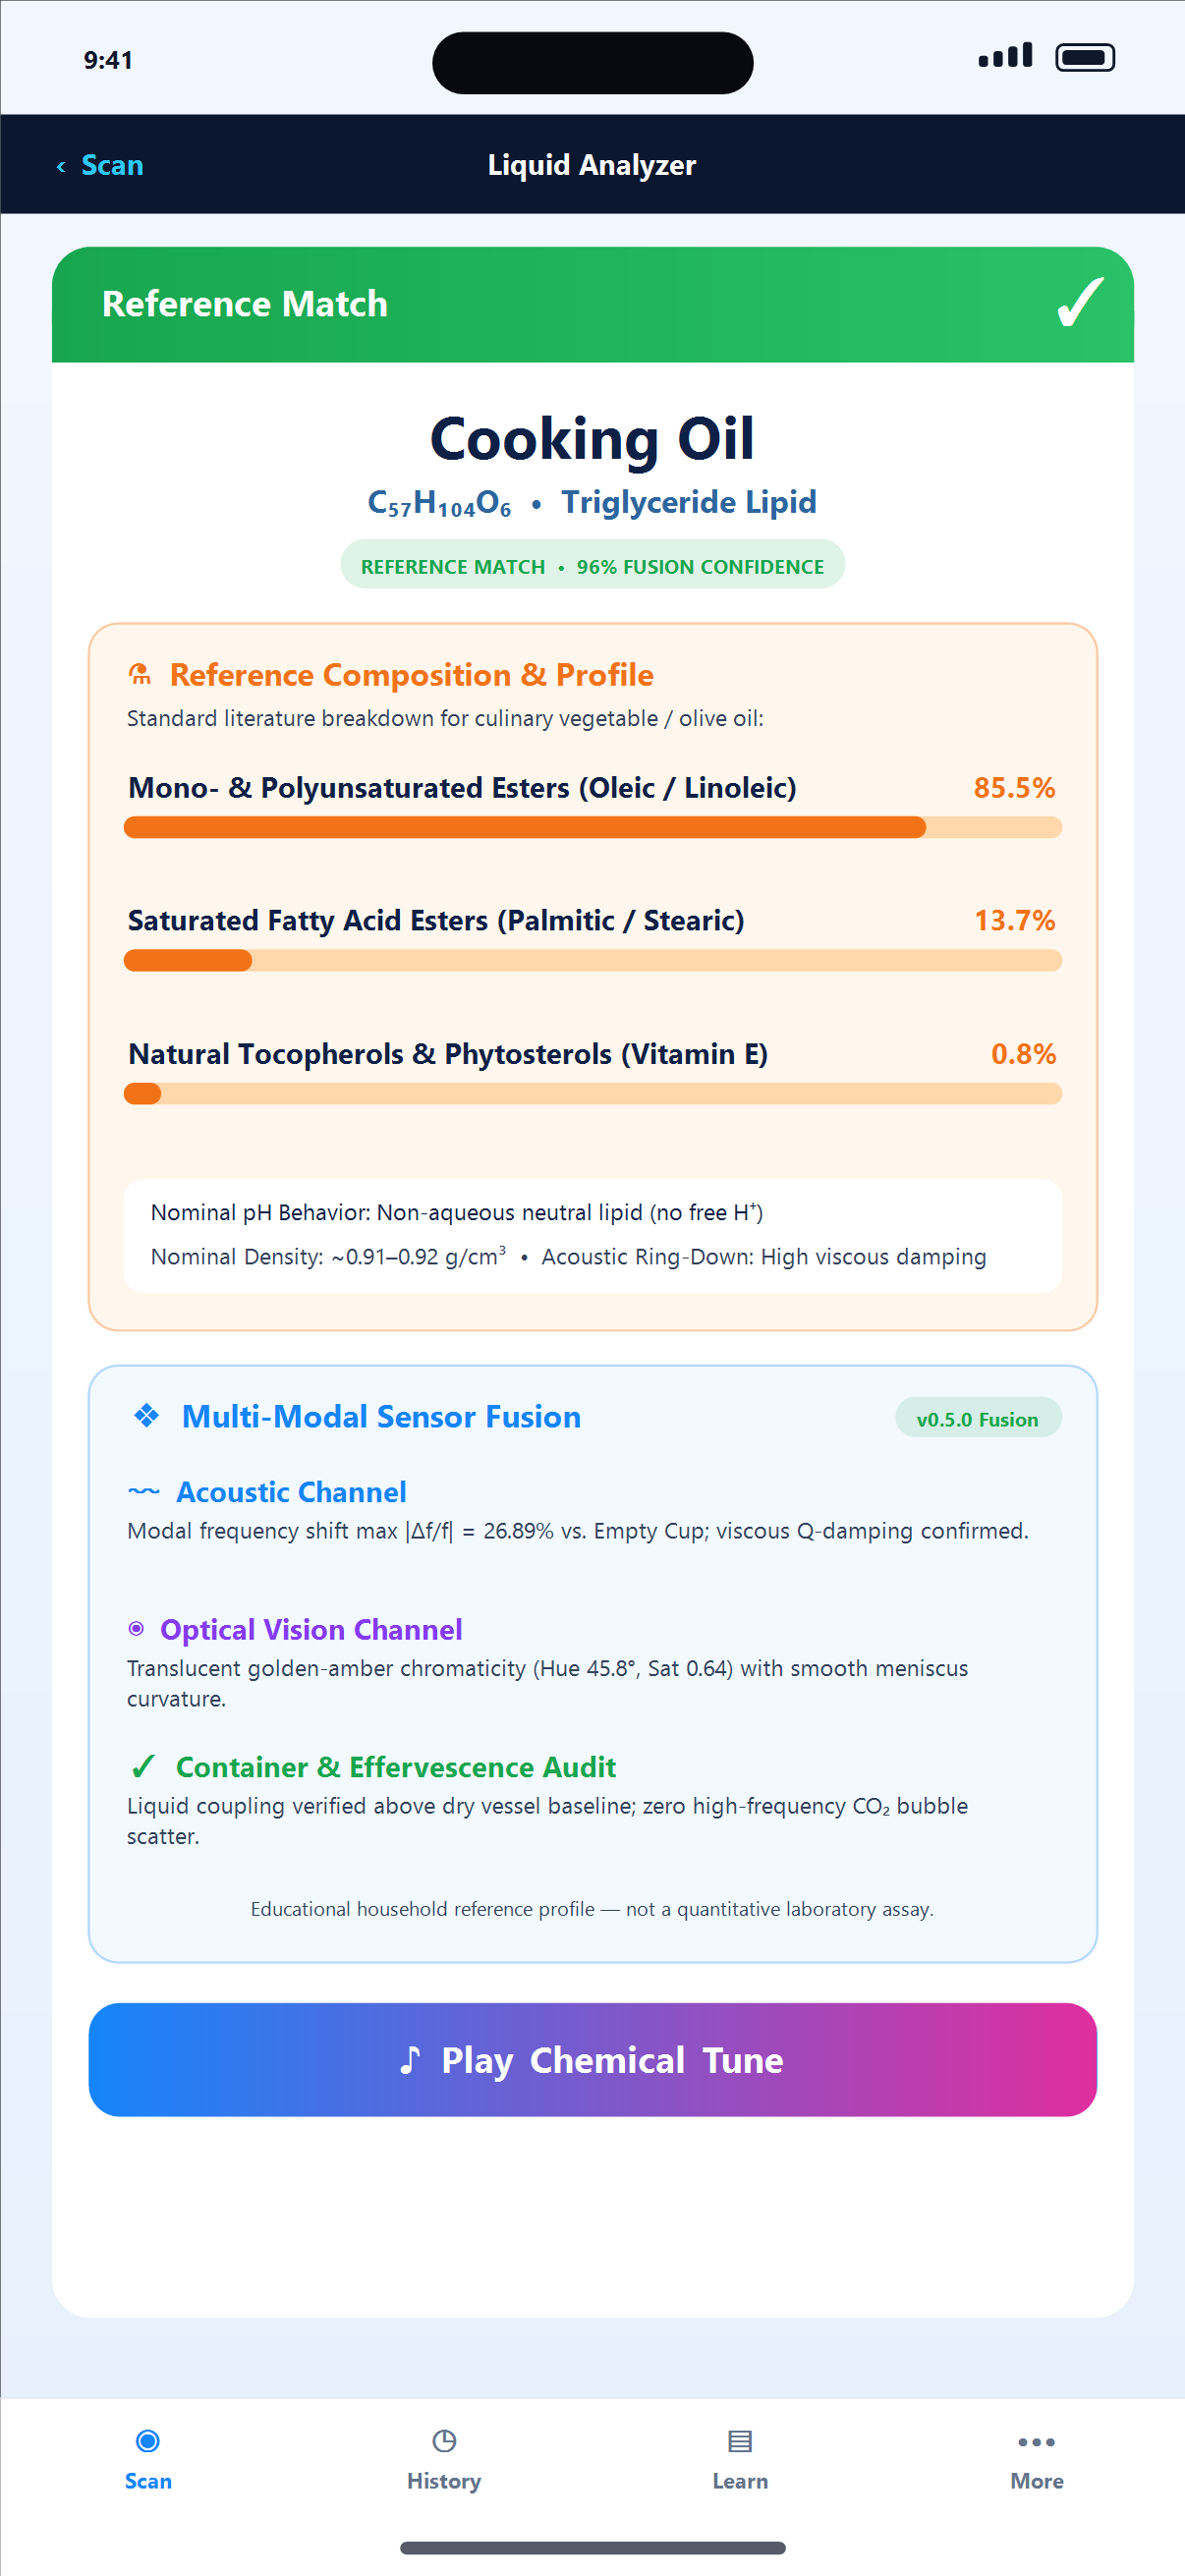 9:41
‹ Scan
Liquid Analyzer
Reference Match ✓
Cooking Oil
C₅₇H₁₀₄O₆ • Triglyceride Lipid
REFERENCE MATCH • 96% FUSION CONFIDENCE
⚗ Reference Composition & Profile
Standard literature breakdown for culinary vegetable / olive oil:
Mono- & Polyunsaturated Esters (Oleic / Linoleic) 85.5%
Saturated Fatty Acid Esters (Palmitic / Stearic) 13.7%
Natural Tocopherols & Phytosterols (Vitamin E) 0.8%
Nominal pH Behavior: Non-aqueous neutral lipid (no free H⁺)
Nominal Density: ~0.91–0.92 g/cm³ • Acoustic Ring-Down: High viscous damping
❖ Multi-Modal Sensor Fusion
v0.5.0 Fusion
Acoustic Channel
Modal frequency shift max |Δf/f| = 26.89% vs. Empty Cup; viscous Q-damping confirmed.
Optical Vision Channel
Translucent golden-amber chromaticity (Hue 45.8°, Sat 0.64) with smooth meniscus
curvature.
✓ Container & Effervescence Audit
Liquid coupling verified above dry vessel baseline; zero high-frequency CO₂ bubble
scatter.
Educational household reference profile — not a quantitative laboratory assay.
♪ Play Chemical Tune
Scan
History
Learn
More